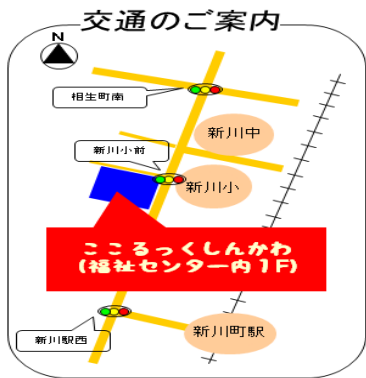 交通のご案内
N
相生町南
新川中
新川小前
新川小
こころっくしんかわ
(福祉センター内1F)
新川駅西
新川町駅